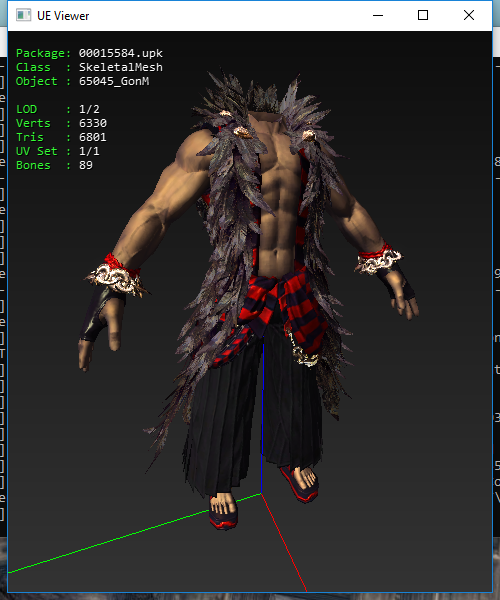 UE Viewer
Package: 00015584.upk
Class : SkeletalMesh
Object : 65045_GonM
LOD : 1/2
Verts : 6330
Tris : 6801
UV Set : 1/1
Bones : 89